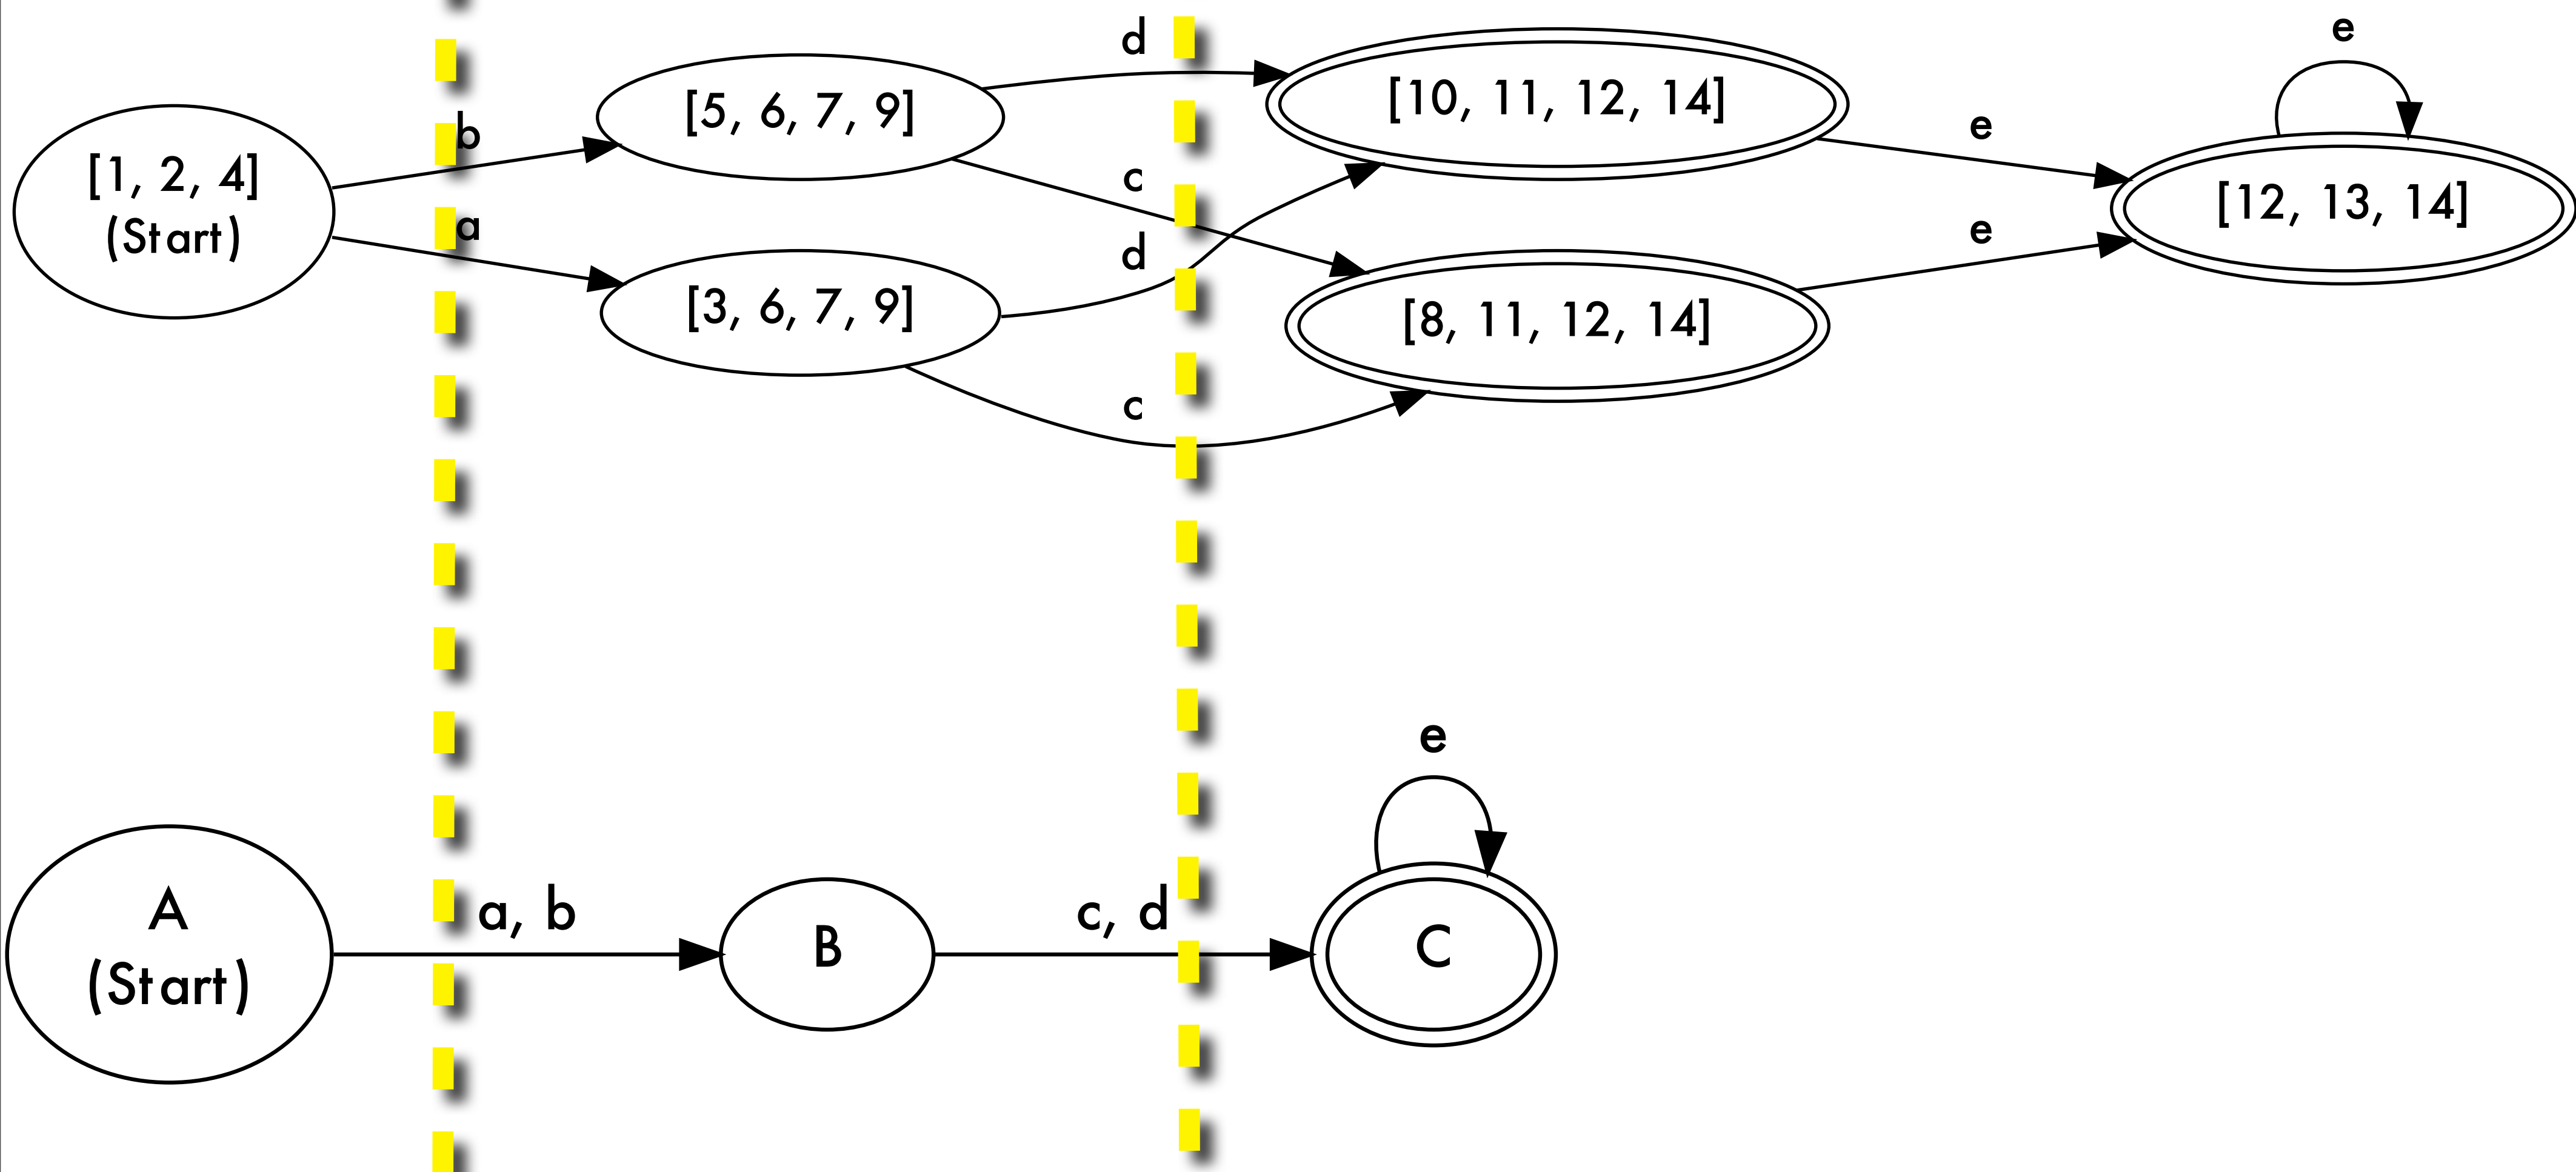 e
d
[10, 11, 12, 14]
[5, 6, 7, 9]
e
b
[1, 2, 4]
(Start)
c
[12, 13, 14]
a
e
d
[3, 6, 7, 9]
[8, 11, 12, 14]
c
e
A
(Start)
a, b
B
c, d
C